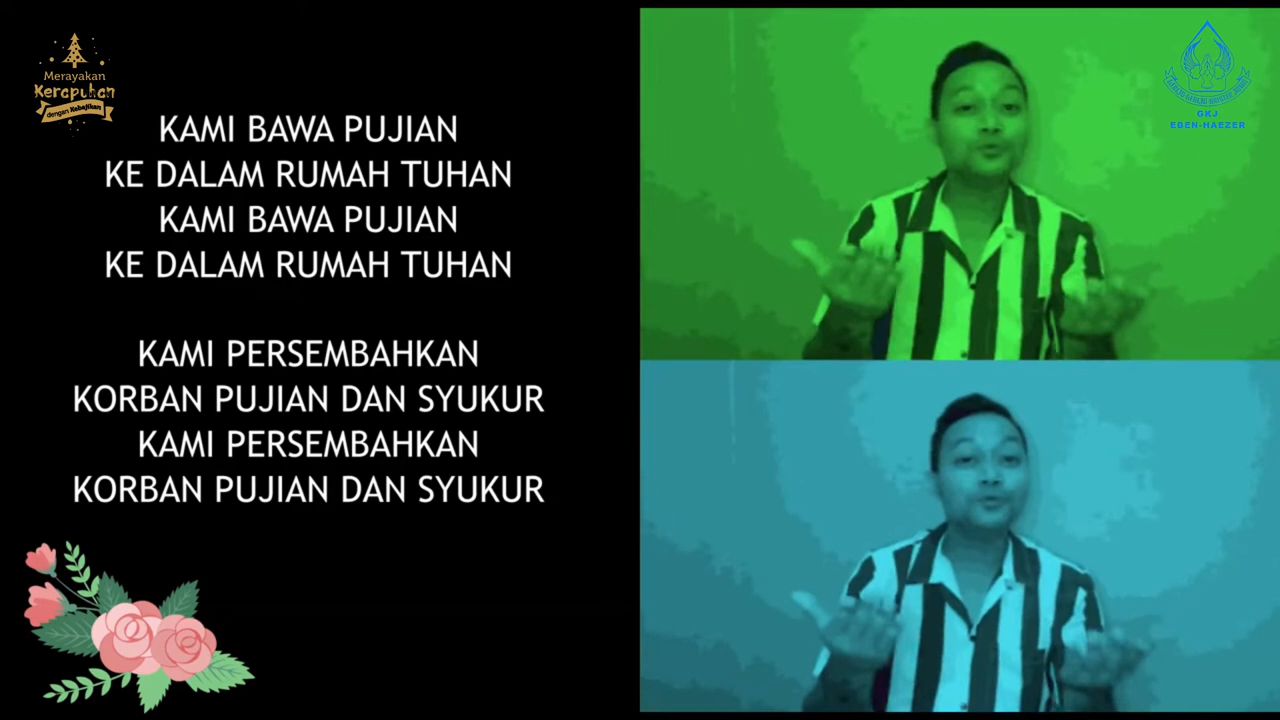 Merayakan
Kerapuhan
dengan Kebajikan
KAMI BAWA PUJIAN
KE DALAM RUMAH TUHAN
KAMI BAWA PUJIAN
KE DALAM RUMAH TUHAN
KAMI PERSEMBAHKAN
KORBAN PUJIAN DAN SYUKUR
KAMI PERSEMBAHKAN
KORBAN PUJIAN DAN SYUKUR
GKJ
EBEN-HAEZER